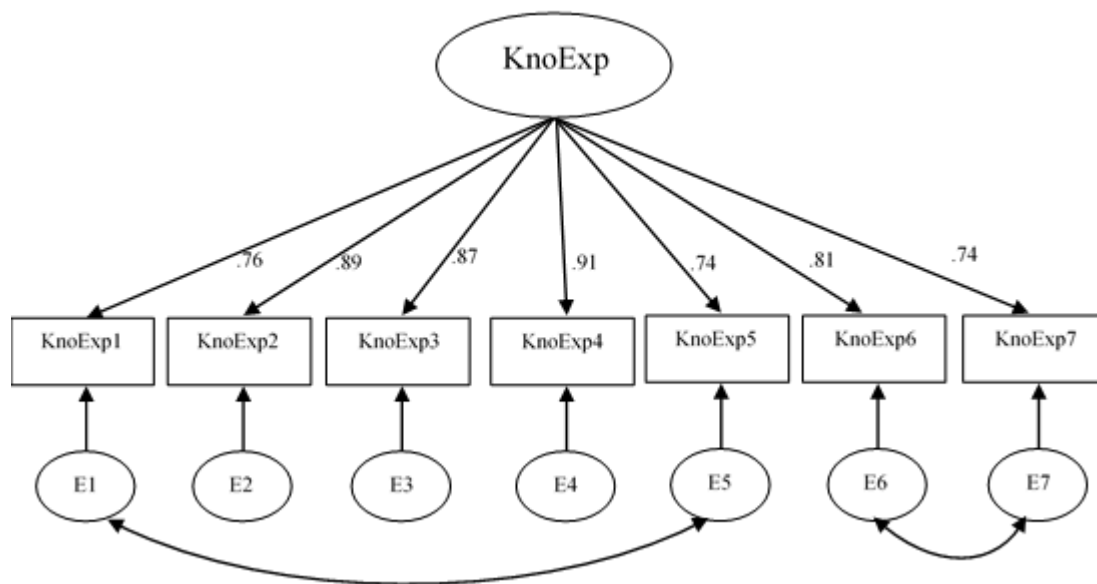 KnoExp
.76
.89
.87
.91
.74
.81
.74
KnoExp1
KnoExp2
KnoExp3
KnoExp4
KnoExp5
KnoExp6
KnoExp7
E1
E2
E3
E4
E5
E6
E7